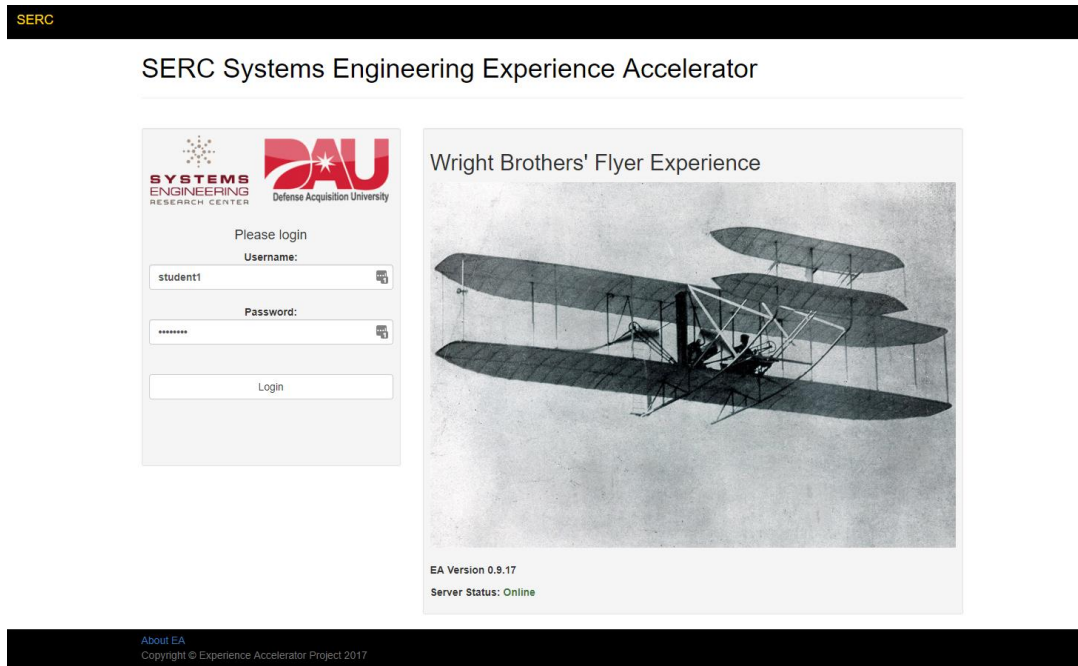 SERC
SERC Systems Engineering Experience Accelerator
SYSTEMS
ENGINEERING
RESEARCH CENTER
DAU
Defense Acquisition University
Please login
Username:
student1
Password:
••••••••
Login
Wright Brothers' Flyer Experience
EA Version 0.9.17
Server Status: Online
About EA
Copyright © Experience Accelerator Project 2017